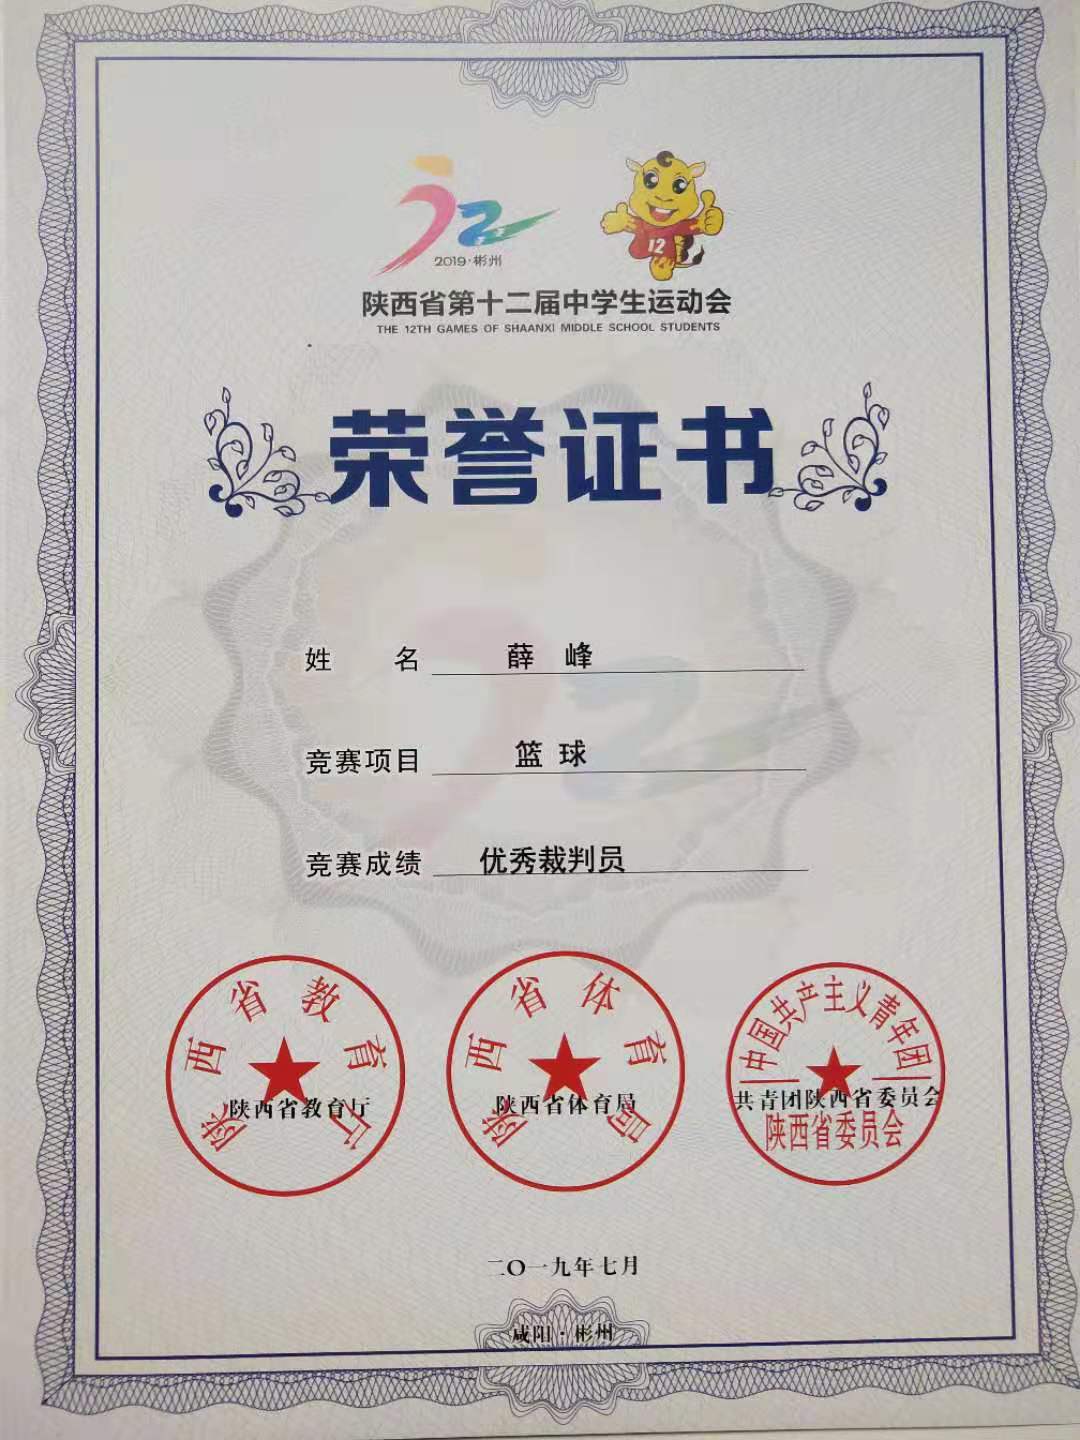 2019·彬州
12
陕西省第十二届中学生运动会
THE 12TH GAMES OF SHAANXI MIDDLE SCHOOL STUDENTS
荣誉证书
姓 名 薛 峰
竞赛项目 篮 球
竞赛成绩 优秀裁判员
陕西省教育厅
陕西省教育厅
陕西省体育局
陕西省体育局
中国共产主义青年团
共青团陕西省委员会
陕西省委员会
二〇一九年七月
咸阳·彬州